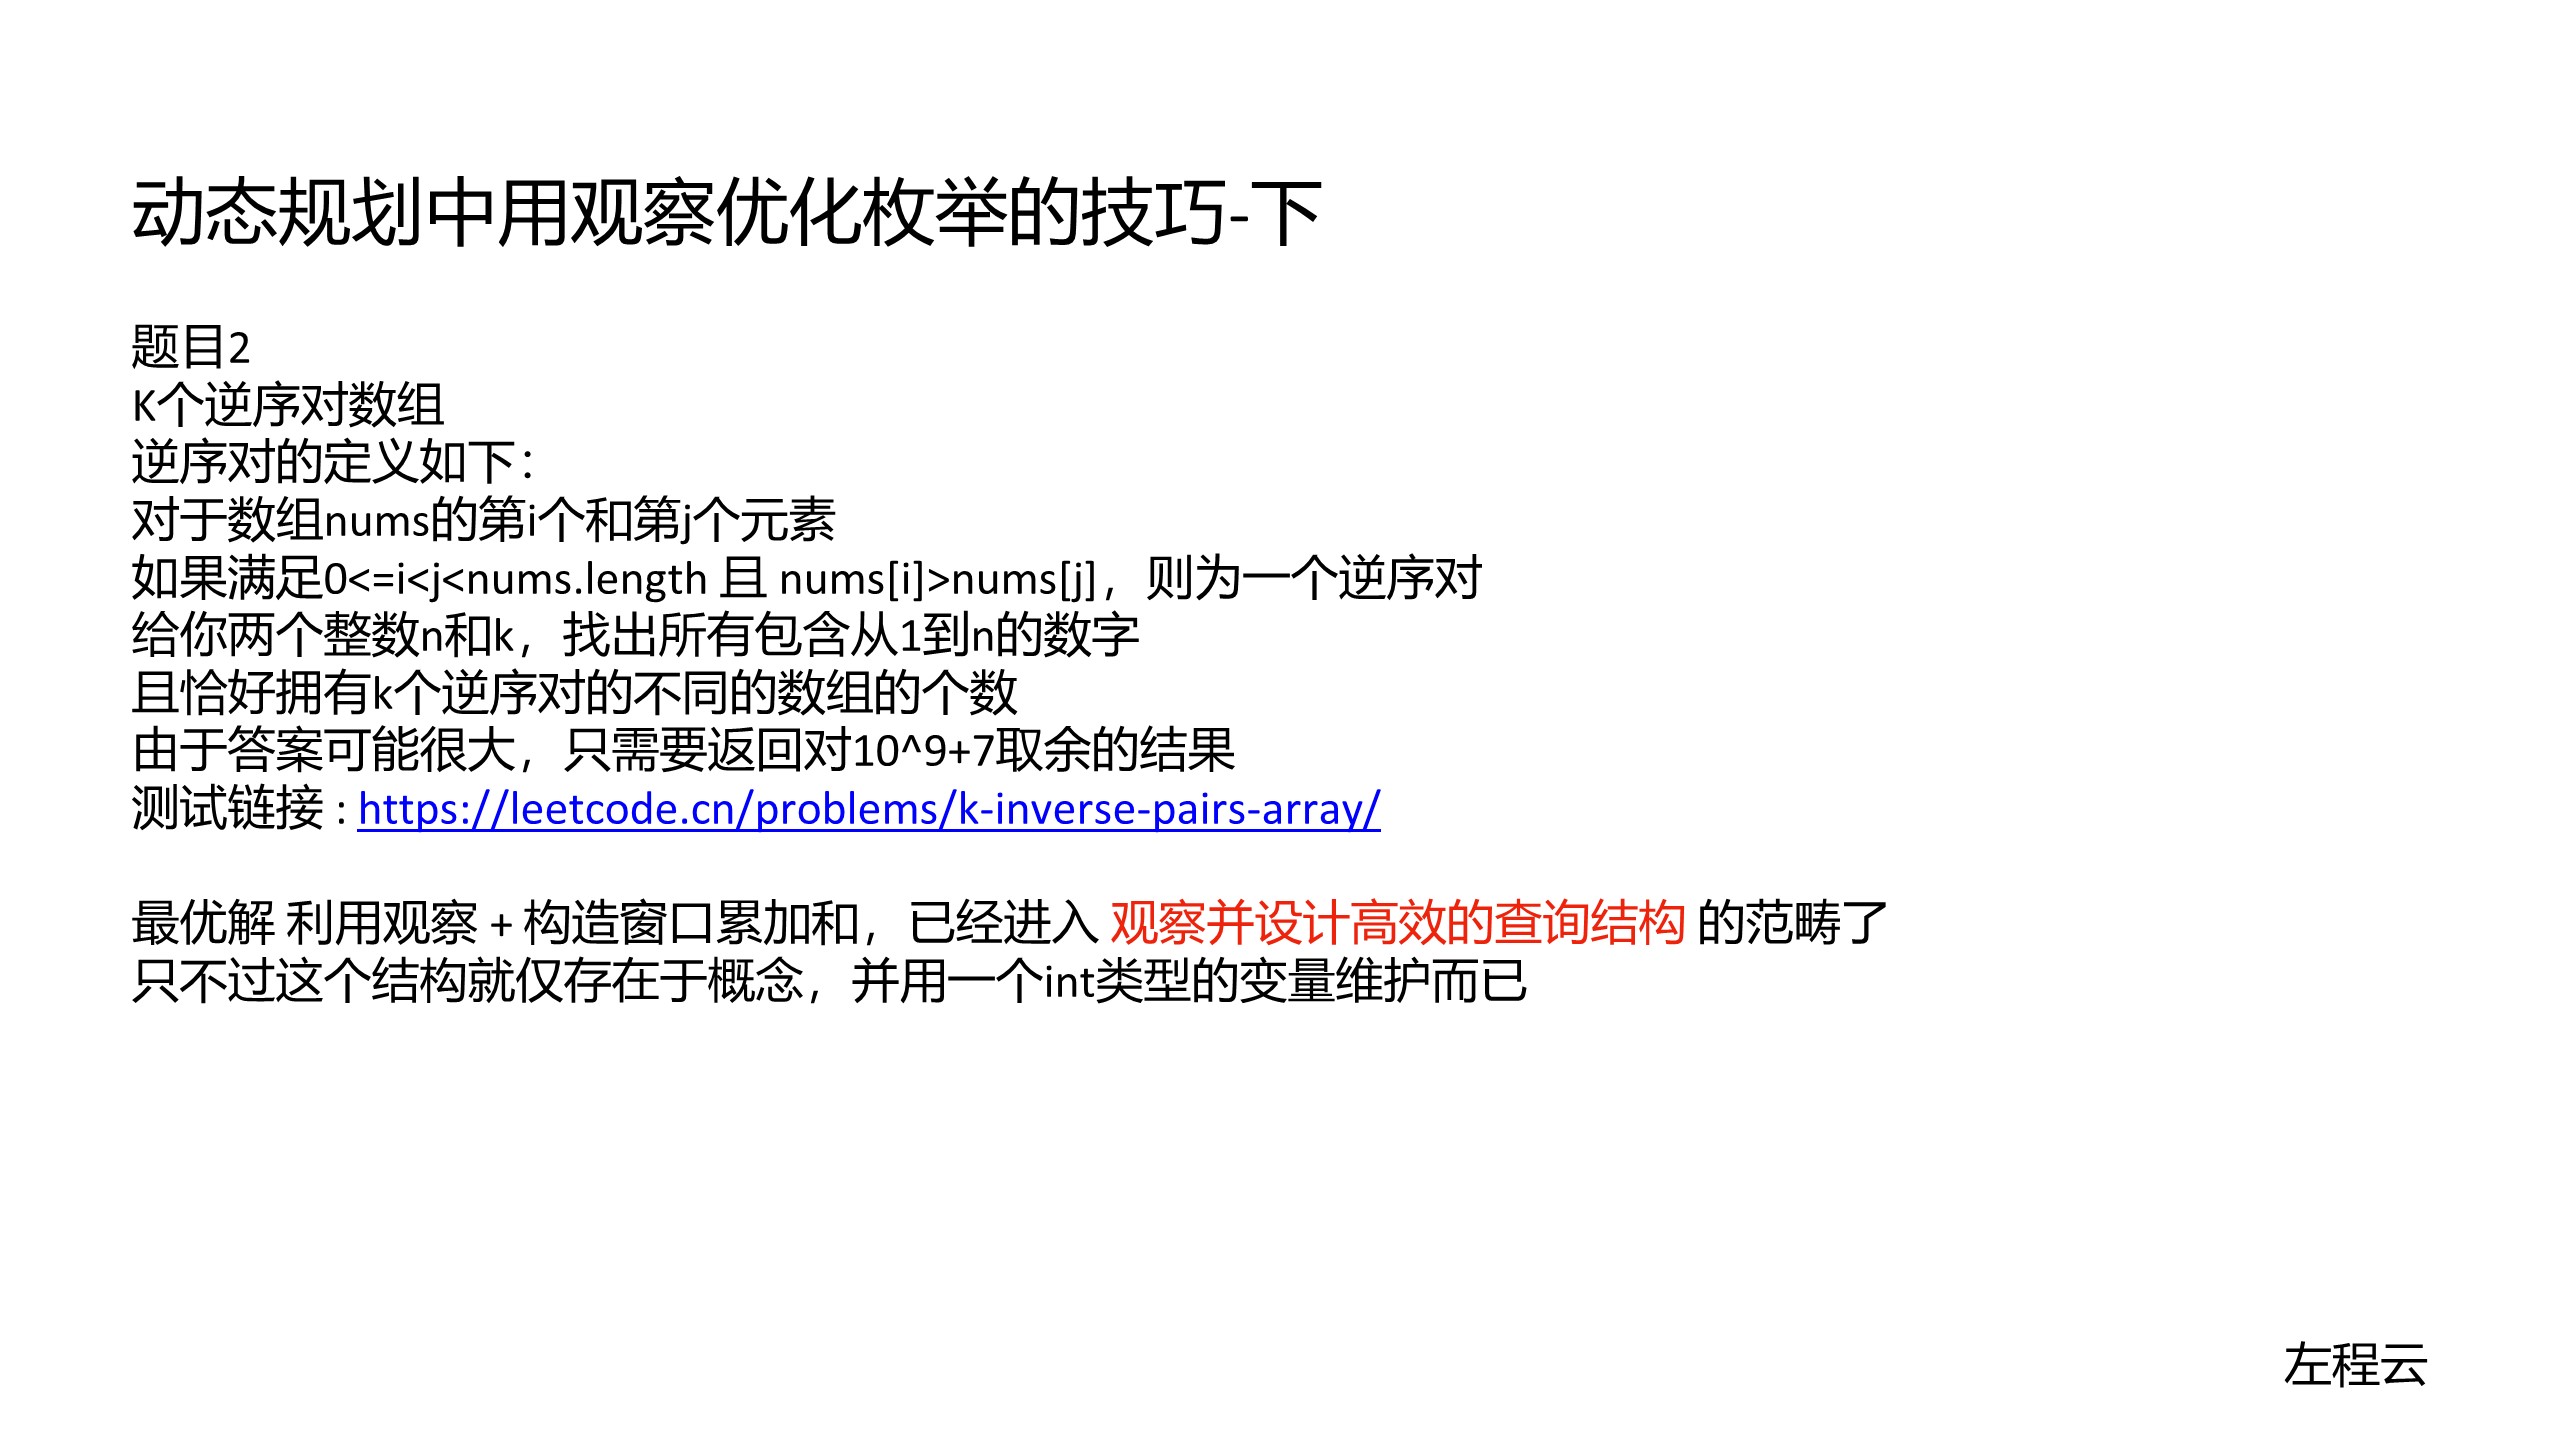 动态规划中用观察优化枚举的技巧-下
题目2
K个逆序对数组
逆序对的定义如下：
对于数组nums的第i个和第j个元素
如果满足0<=i<j<nums.length 且 nums[i]>nums[j]，则为一个逆序对
给你两个整数n和k，找出所有包含从1到n的数字
且恰好拥有k个逆序对的不同的数组的个数
由于答案可能很大，只需要返回对10^9+7取余的结果
测试链接 : https://leetcode.cn/problems/k-inverse-pairs-array/
最优解 利用观察 + 构造窗口累加和，已经进入 观察并设计高效的查询结构 的范畴了
只不过这个结构就仅存在于概念，并用一个int类型的变量维护而已
左程云